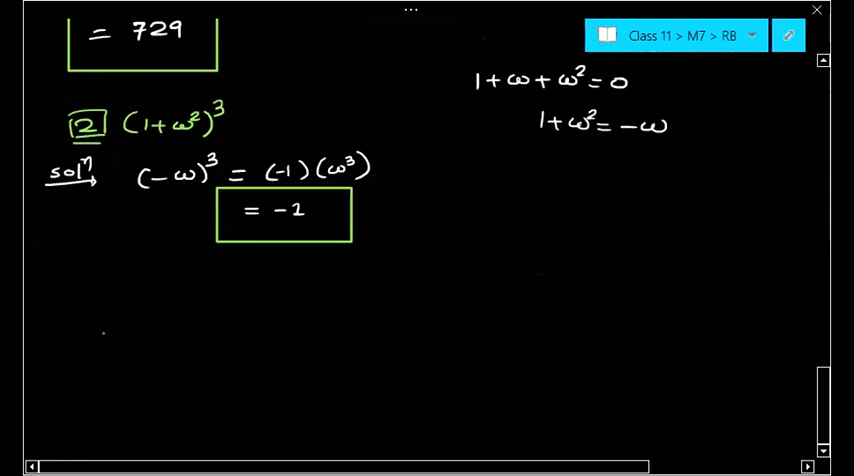 = 729
Class 11 > M7 > RB
1+ω+ω²=0
2 (1+ω²)³
1+ω²=-ω
solⁿ (-ω)³ = (-1)(ω³)
= -1